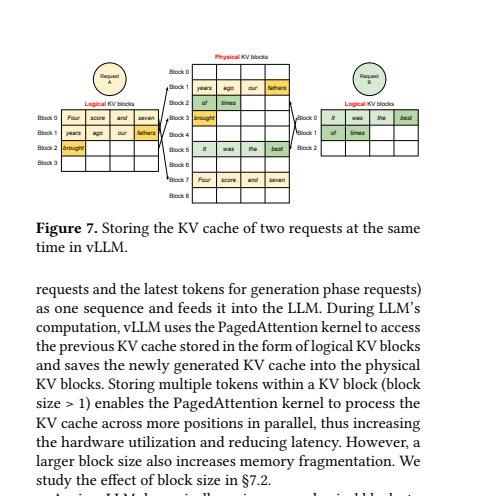 Physical KV blocks
Request
A
Logical KV blocks
Block 0 Four score and seven
Block 1 years ago our fathers
Block 2 brought
Block 3
Block 0
Block 1 years ago our fathers
Block 2 of times
Block 3 brought
Block 4
Block 5 It was the best
Block 6
Block 7 Four score and seven
Block 8
Request
B
Logical KV blocks
Block 0 It was the best
Block 1 of times
Block 2
Figure 7. Storing the KV cache of two requests at the same
time in vLLM.
requests and the latest tokens for generation phase requests)
as one sequence and feeds it into the LLM. During LLM's
computation, vLLM uses the PagedAttention kernel to access
the previous KV cache stored in the form of logical KV blocks
and saves the newly generated KV cache into the physical
KV blocks. Storing multiple tokens within a KV block (block
size > 1) enables the PagedAttention kernel to process the
KV cache across more positions in parallel, thus increasing
the hardware utilization and reducing latency. However, a
larger block size also increases memory fragmentation. We
study the effect of block size in §7.2.